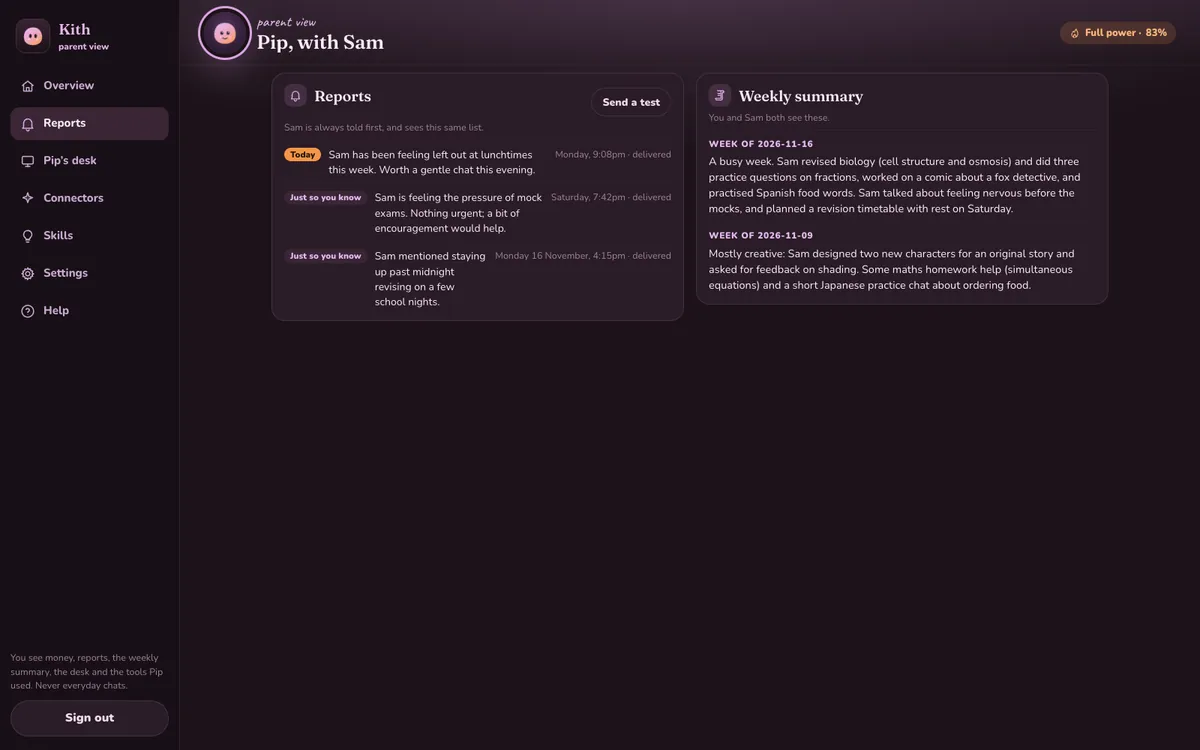 Kith
parent view
Overview
Reports
Pip's desk
Connectors
Skills
Settings
Help
You see money, reports, the weekly
summary, the desk and the tools Pip
used. Never everyday chats.
Sign out
parent view
Pip, with Sam
Full power · 83%
Reports
Send a test
Sam is always told first, and sees this same list.
Today
Sam has been feeling left out at lunchtimes
this week. Worth a gentle chat this evening.
Monday, 9:08pm · delivered
Just so you know
Sam is feeling the pressure of mock
exams. Nothing urgent; a bit of
encouragement would help.
Saturday, 7:42pm · delivered
Just so you know
Sam mentioned staying
up past midnight
revising on a few
school nights.
Monday 16 November, 4:15pm · delivered
Weekly summary
You and Sam both see these.
WEEK OF 2026-11-16
A busy week. Sam revised biology (cell structure and osmosis) and did three
practice questions on fractions, worked on a comic about a fox detective, and
practised Spanish food words. Sam talked about feeling nervous before the
mocks, and planned a revision timetable with rest on Saturday.
WEEK OF 2026-11-09
Mostly creative: Sam designed two new characters for an original story and
asked for feedback on shading. Some maths homework help (simultaneous
equations) and a short Japanese practice chat about ordering food.